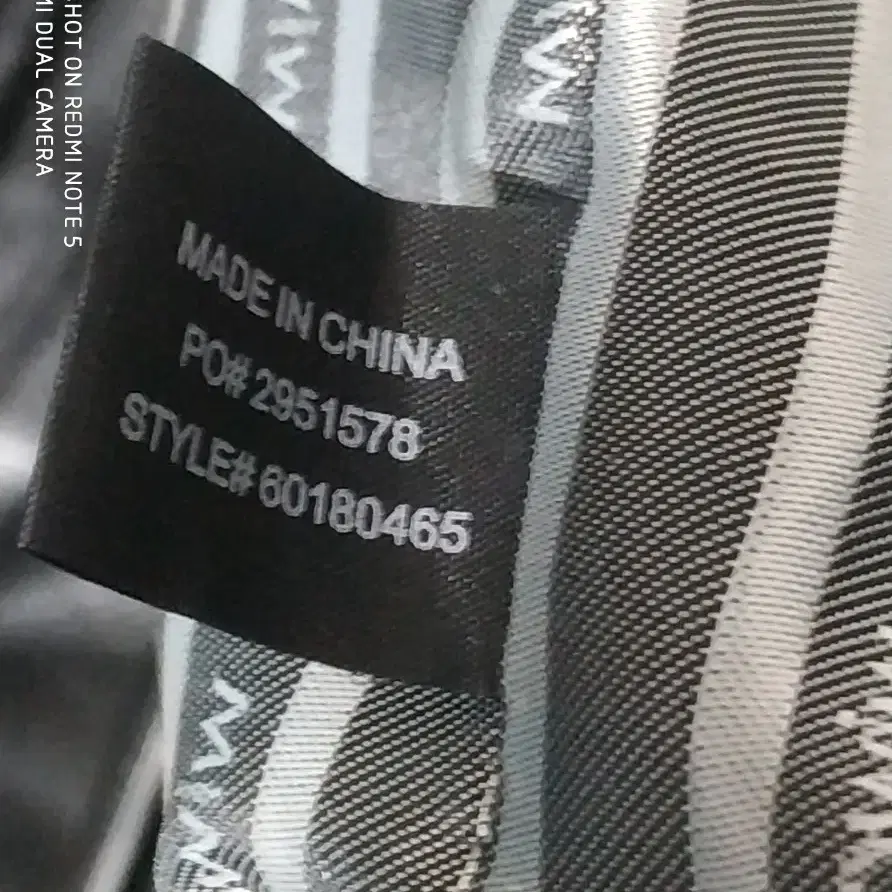 SHOT ON REDMI NOTE 5
MI DUAL CAMERA
MADE IN CHINA
PO# 2951578
STYLE# 60180465